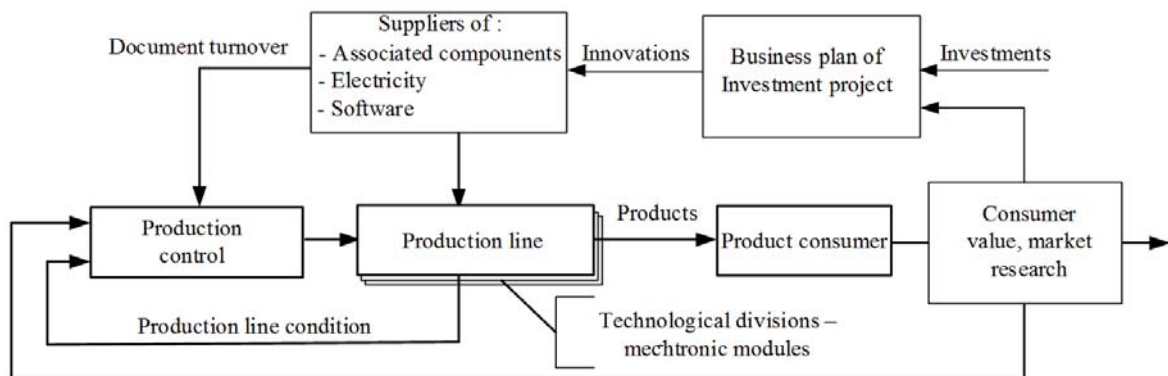 Document turnover
Suppliers of :
- Associated compounents
- Electricity
- Software
Innovations
Business plan of
Investment project
Investments
Production
control
Production line
Products
Product consumer
Consumer
value, market
research
Production line condition
Technological divisions –
mechtronic modules